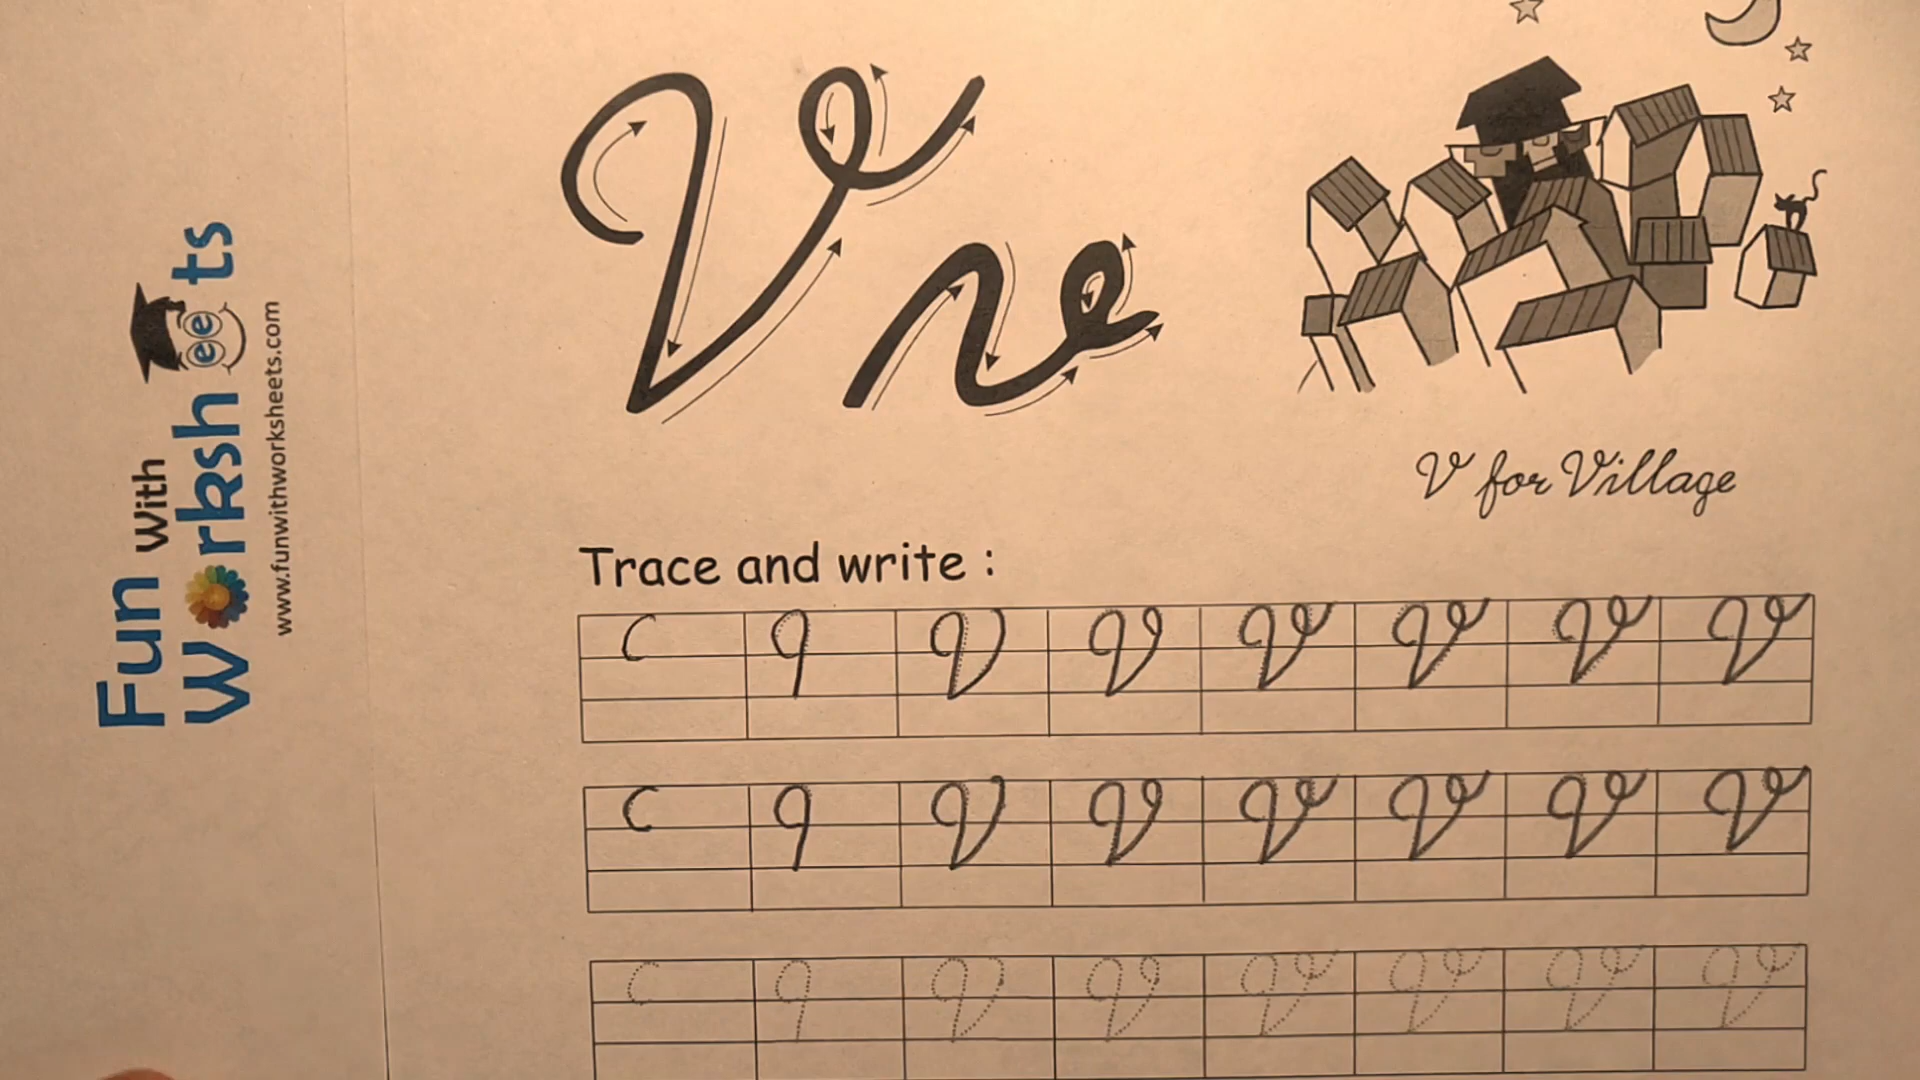 Fun With
Worksheets
www.funwithworksheets.com
V v
V for Village
Trace and write :
C q V V V V V V
C q V V V V V V
C q V V V V V V